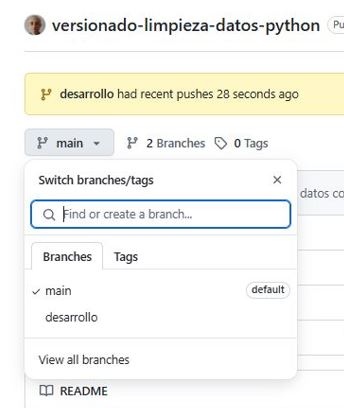 versionado-limpieza-datos-python Pu
desarrollo had recent pushes 28 seconds ago
main 2 Branches 0 Tags
Switch branches/tags
Find or create a branch...
datos co
Branches Tags
main default
desarrollo
View all branches
README